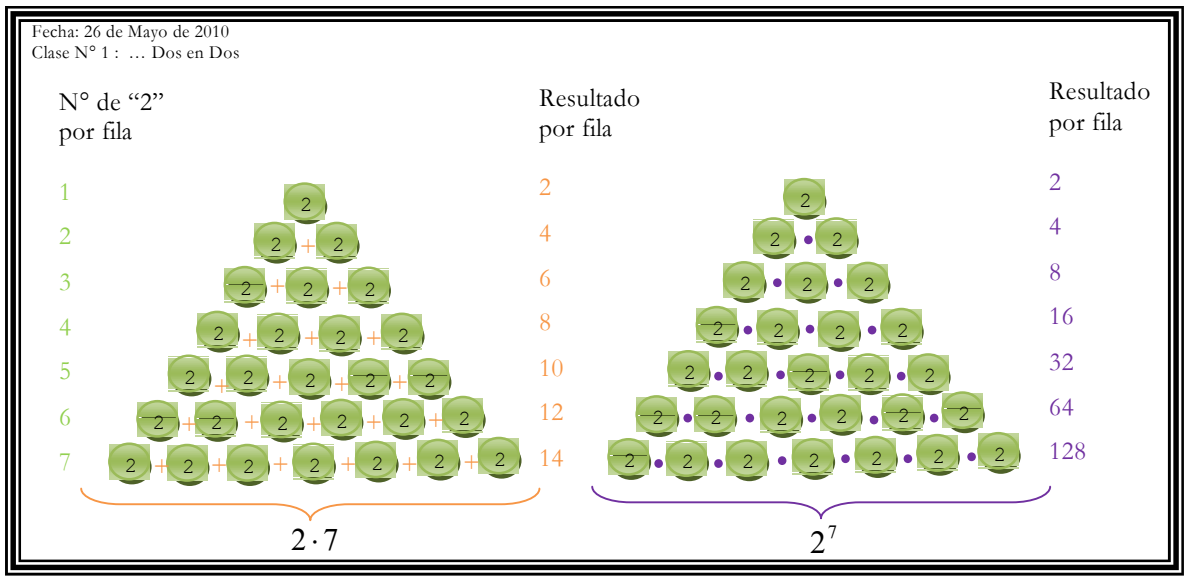 Fecha: 26 de Mayo de 2010
Clase N° 1 : … Dos en Dos
N° de “2”
por fila
Resultado
por fila
Resultado
por fila
1 2 2 2 2
2 2 + 2 4 2 • 2 4
3 2 + 2 + 2 6 2 • 2 • 2 8
4 2 + 2 + 2 + 2 8 2 • 2 • 2 • 2 16
5 2 + 2 + 2 + 2 + 2 10 2 • 2 • 2 • 2 • 2 32
6 2 + 2 + 2 + 2 + 2 + 2 12 2 • 2 • 2 • 2 • 2 • 2 64
7 2 + 2 + 2 + 2 + 2 + 2 + 2 14 2 • 2 • 2 • 2 • 2 • 2 • 2 128
2 · 7 2⁷